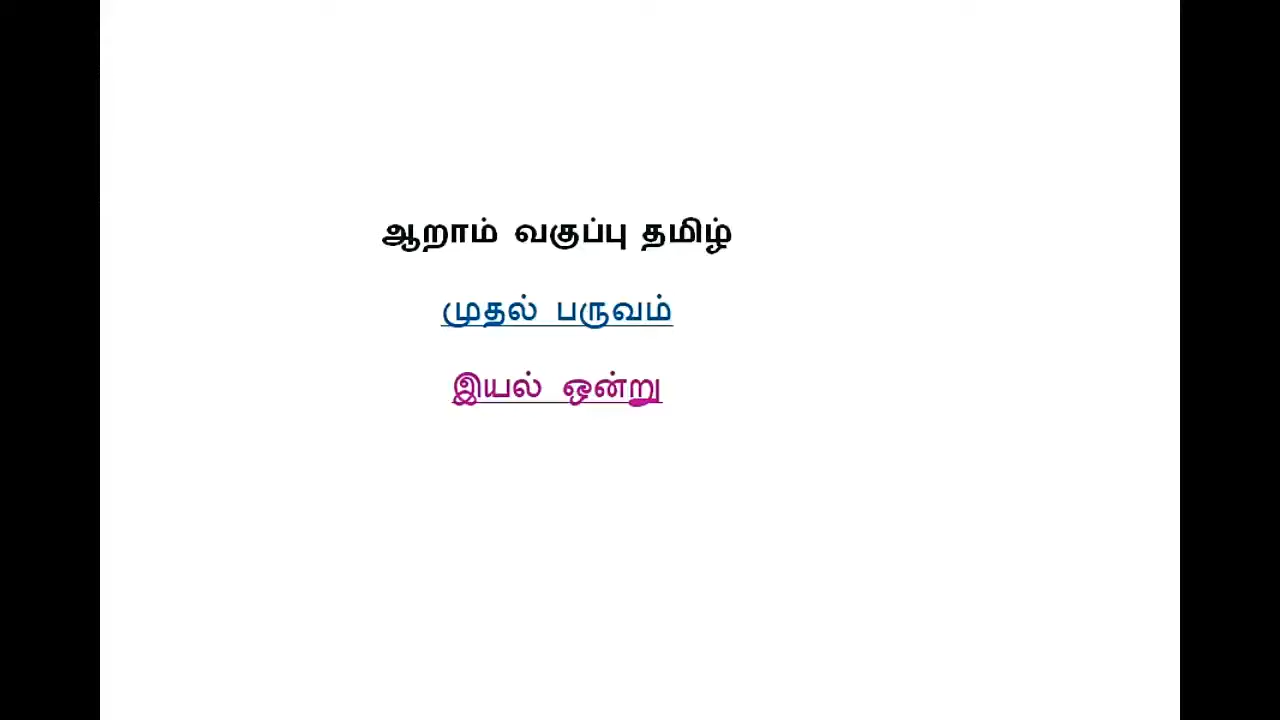 ஆறாம் வகுப்பு தமிழ்
முதல் பருவம்
இயல் ஒன்று